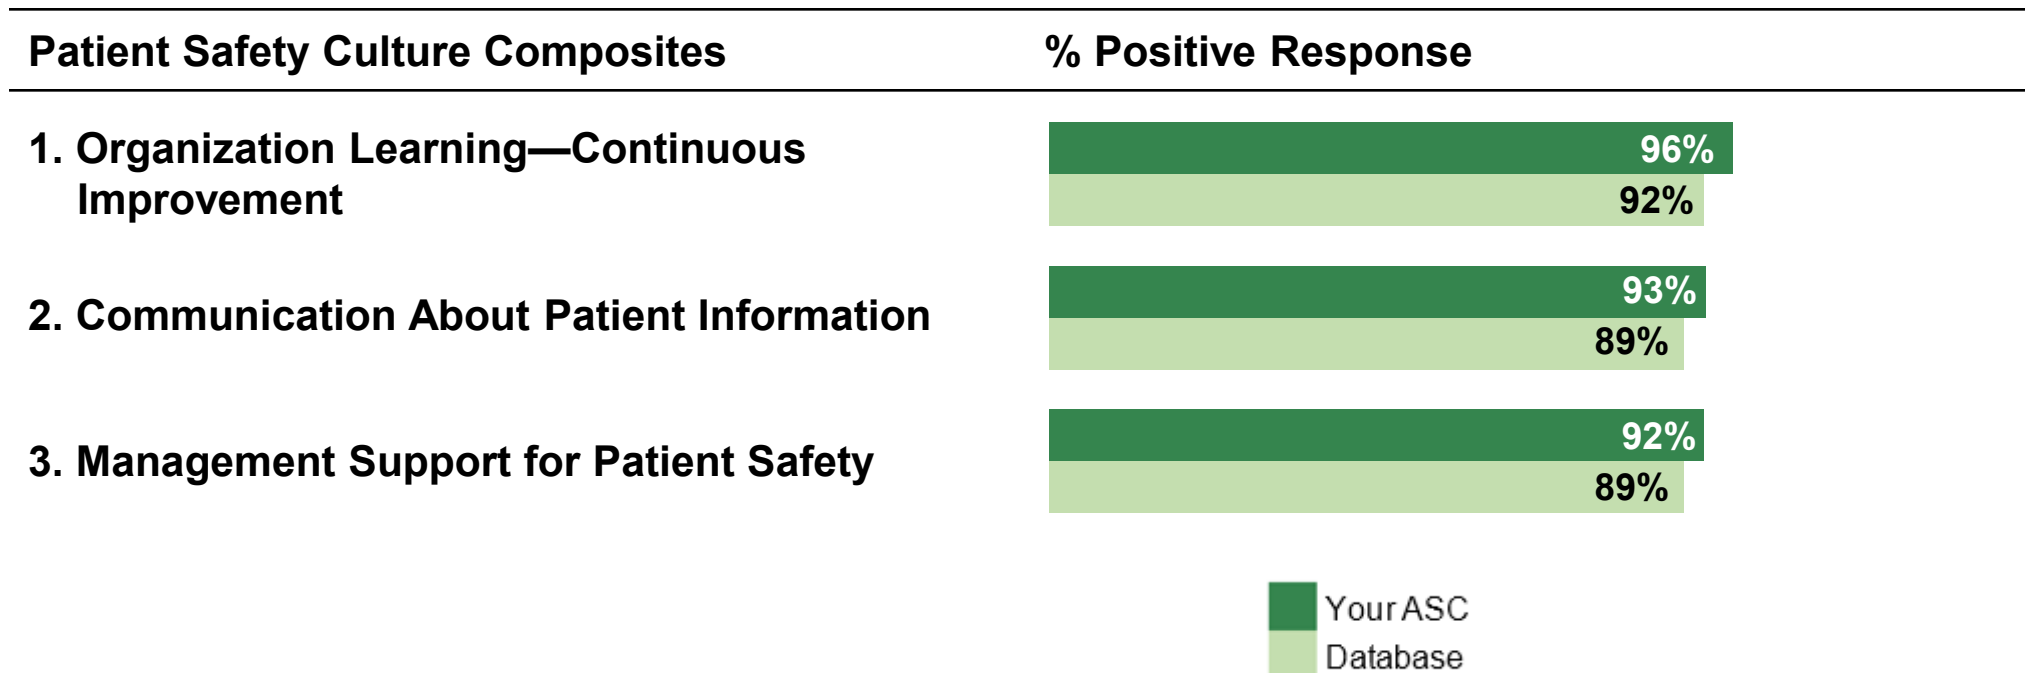 Patient Safety Culture Composites
% Positive Response
1. Organization Learning—Continuous
Improvement
96%
92%
2. Communication About Patient Information
93%
89%
3. Management Support for Patient Safety
92%
89%
Your ASC
Database